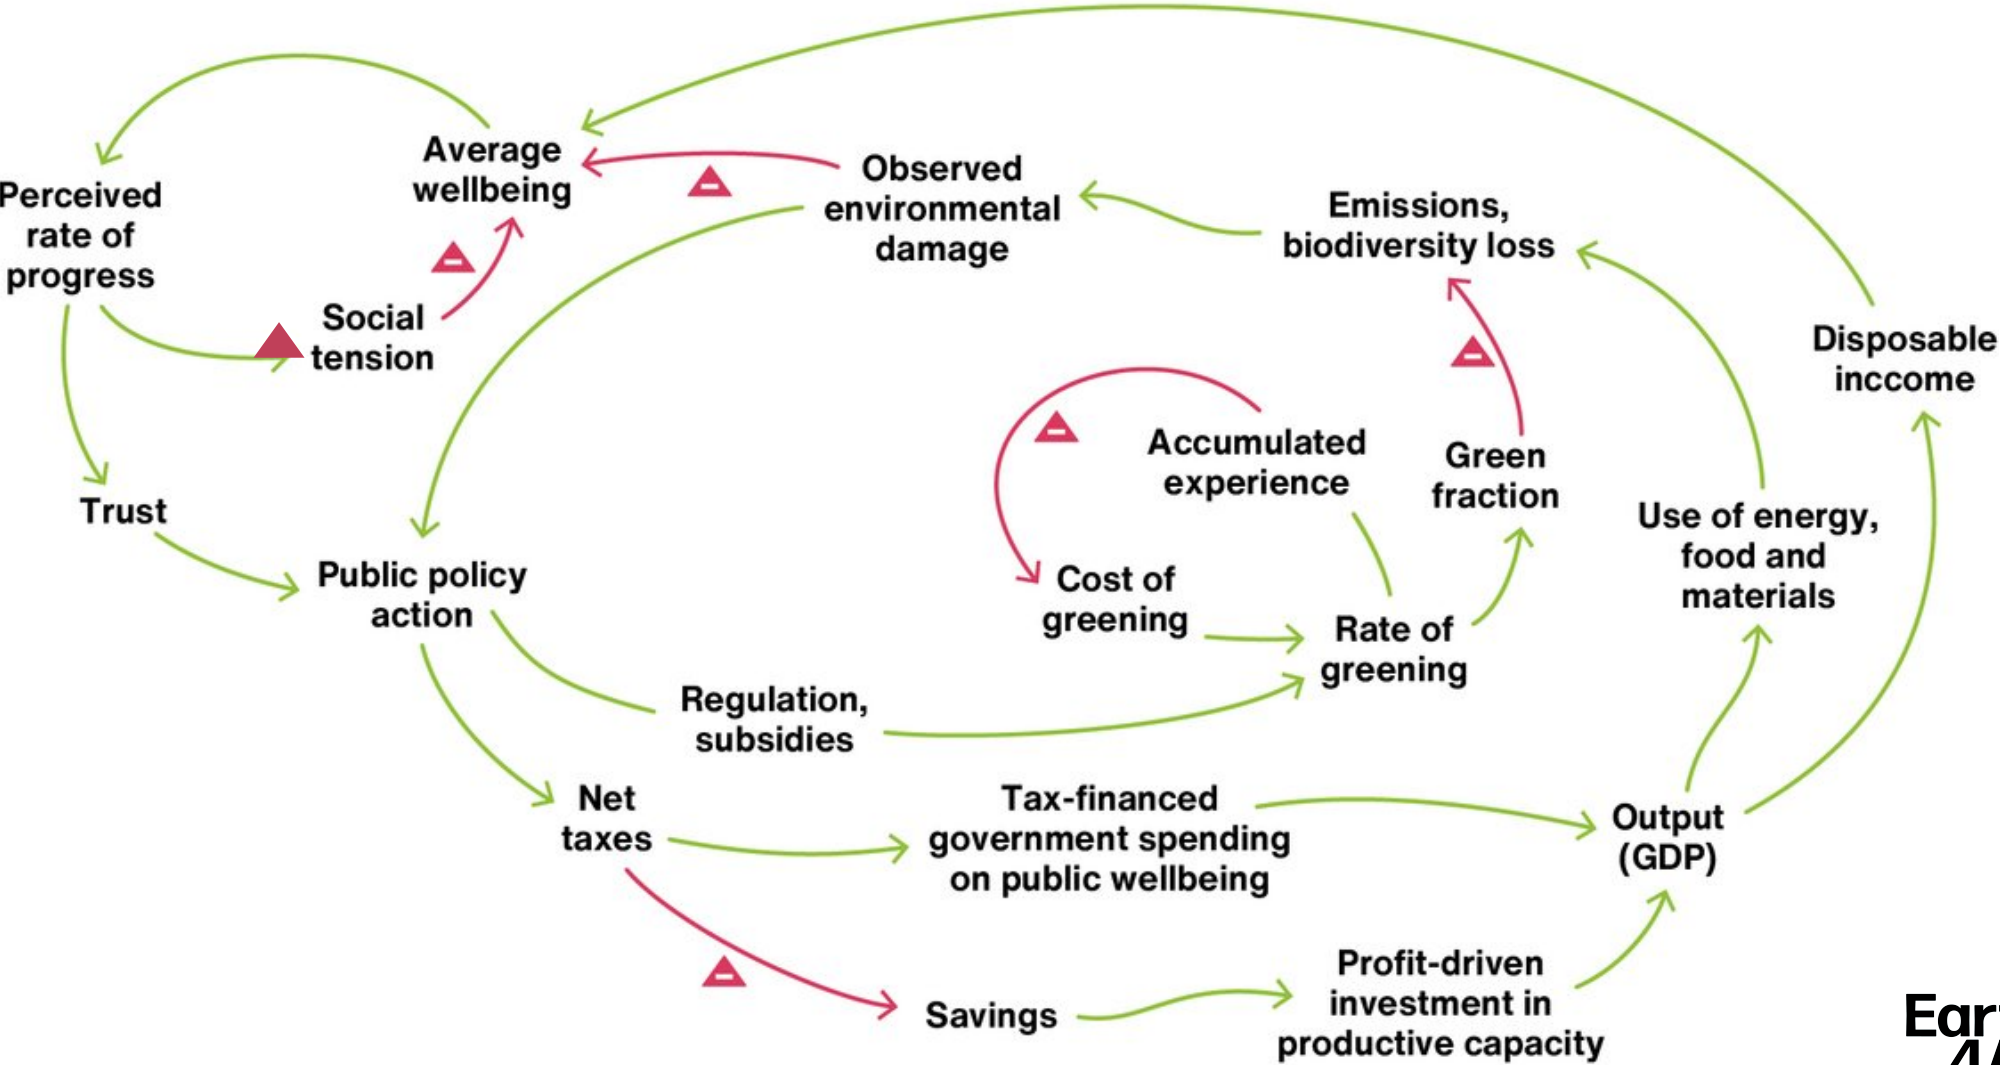 Average
wellbeing
Observed
environmental
damage
Perceived
rate of
progress
Emissions,
biodiversity loss
Social
tension
Disposable
inccome
Accumulated
experience
Green
fraction
Trust
Use of energy,
food and
materials
Public policy
action
Cost of
greening
Rate of
greening
Regulation,
subsidies
Net
taxes
Tax-financed
government spending
on public wellbeing
Output
(GDP)
Savings
Profit-driven
investment in
productive capacity